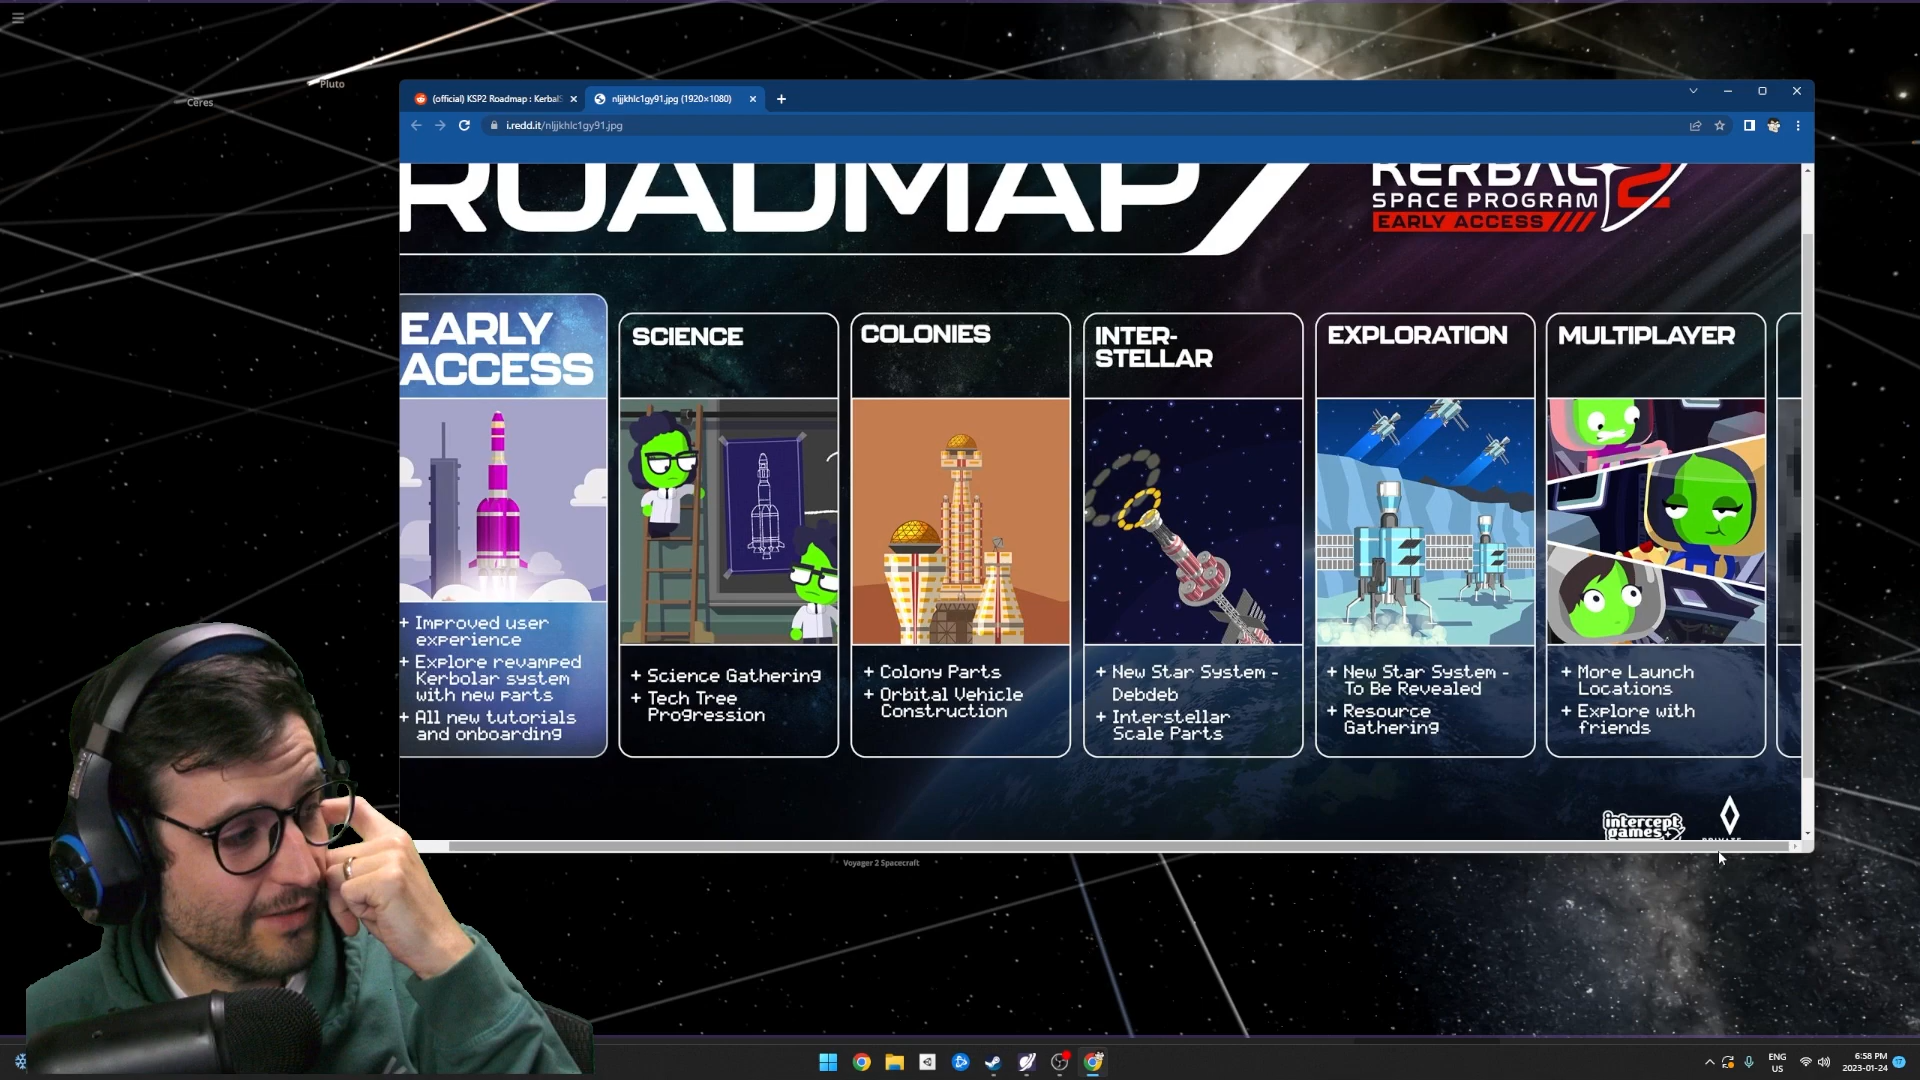 Pluto
Ceres
(official) KSP2 Roadmap : KerbalS
nljjkhlc1gy91.jpg (1920×1080)
i.redd.it/nljjkhlc1gy91.jpg
ROADMAP
KERBAL
SPACE PROGRAM 2
EARLY ACCESS
EARLY
ACCESS
+ Improved user
experience
+ Explore revamped
Kerbolar system
with new parts
+ All new tutorials
and onboarding
SCIENCE
+ Science Gathering
+ Tech Tree
Progression
COLONIES
+ Colony Parts
+ Orbital Vehicle
Construction
INTER-
STELLAR
+ New Star System -
Debdeb
+ Interstellar
Scale Parts
EXPLORATION
+ New Star System -
To Be Revealed
+ Resource
Gathering
MULTIPLAYER
+ More Launch
Locations
+ Explore with
friends
intercept
games
PRIVATE
Voyager 2 Spacecraft
ENG
US
6:58 PM
2023-01-24